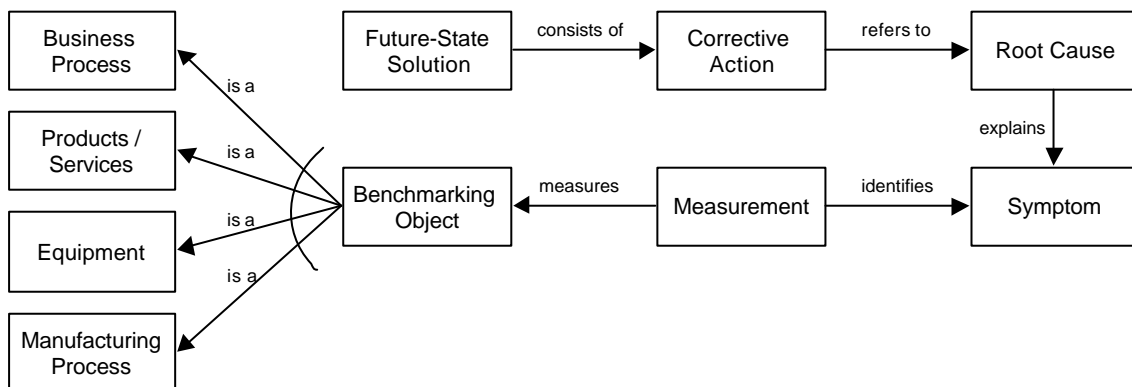 Business
Process
Future-State
Solution
consists of
Corrective
Action
refers to
Root Cause
is a
explains
Products /
Services
is a
Benchmarking
Object
measures
Measurement
identifies
Symptom
Equipment
is a
is a
Manufacturing
Process